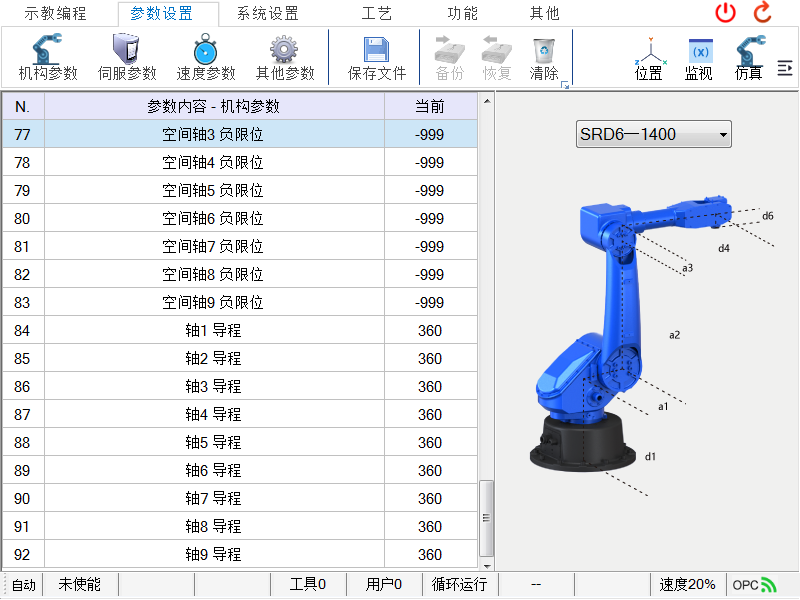 示教编程 参数设置 系统设置 工艺 功能 其他
机构参数 伺服参数 速度参数 其他参数 保存文件 备份 恢复 清除 位置 监视 仿真
N. 参数内容 - 机构参数 当前
77 空间轴3 负限位 -999
78 空间轴4 负限位 -999
79 空间轴5 负限位 -999
80 空间轴6 负限位 -999
81 空间轴7 负限位 -999
82 空间轴8 负限位 -999
83 空间轴9 负限位 -999
84 轴1 导程 360
85 轴2 导程 360
86 轴3 导程 360
87 轴4 导程 360
88 轴5 导程 360
89 轴6 导程 360
90 轴7 导程 360
91 轴8 导程 360
92 轴9 导程 360
SRD6—1400
d6
d4
a3
a2
a1
d1
自动 未使能 工具0 用户0 循环运行 -- 速度20% OPC